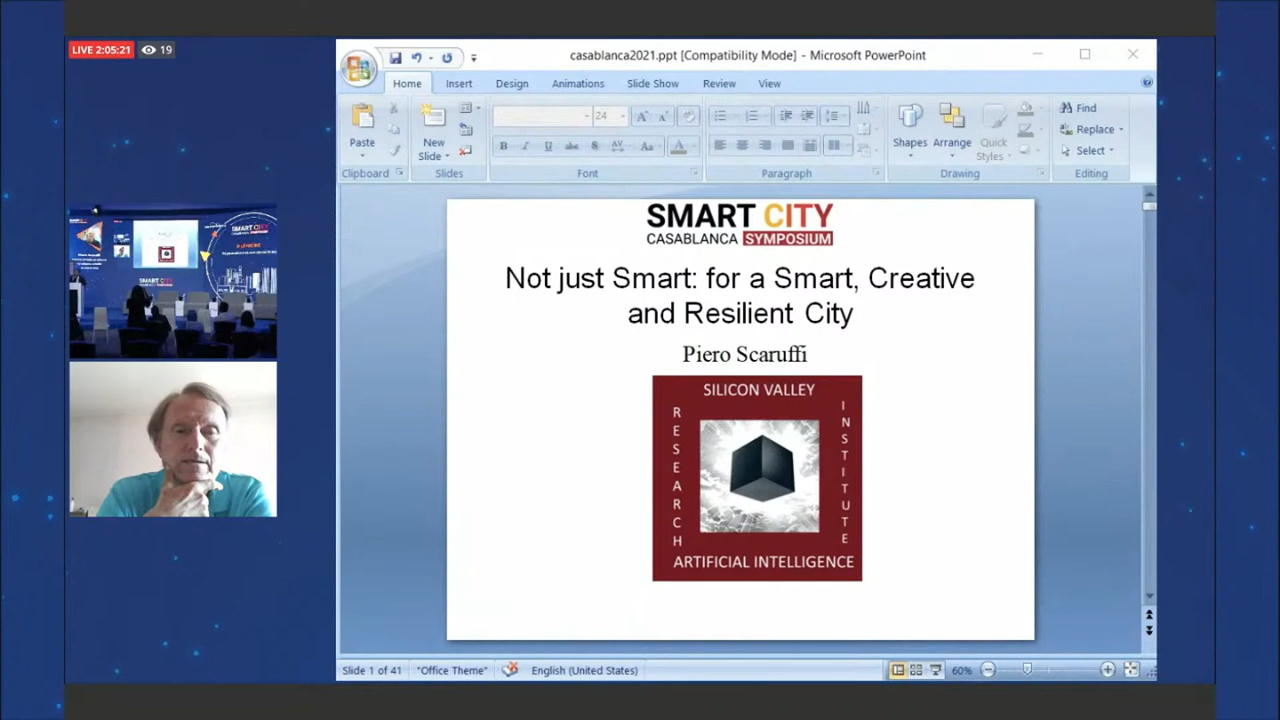 LIVE 2:05:21
19
casablanca2021.ppt [Compatibility Mode] - Microsoft PowerPoint
Home
Insert
Design
Animations
Slide Show
Review
View
Paste
New
Slide
24
Aa
Shapes
Arrange
Quick
Styles
Find
Replace
Select
Clipboard
Slides
Font
Paragraph
Drawing
Editing
SMART CITY
CASABLANCA SYMPOSIUM
Not just Smart: for a Smart, Creative
and Resilient City
Piero Scaruffi
SILICON VALLEY
RESEARCH
INSTITUTE
ARTIFICIAL INTELLIGENCE
SMART CITY
Slide 1 of 41
"Office Theme"
English (United States)
60%